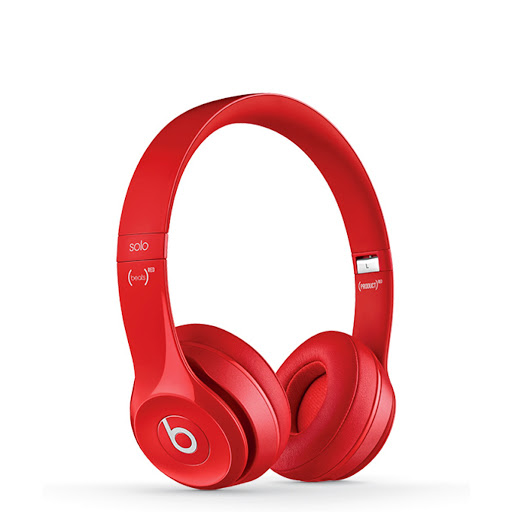 solo
(beats)RED
L
(PRODUCT)RED
b